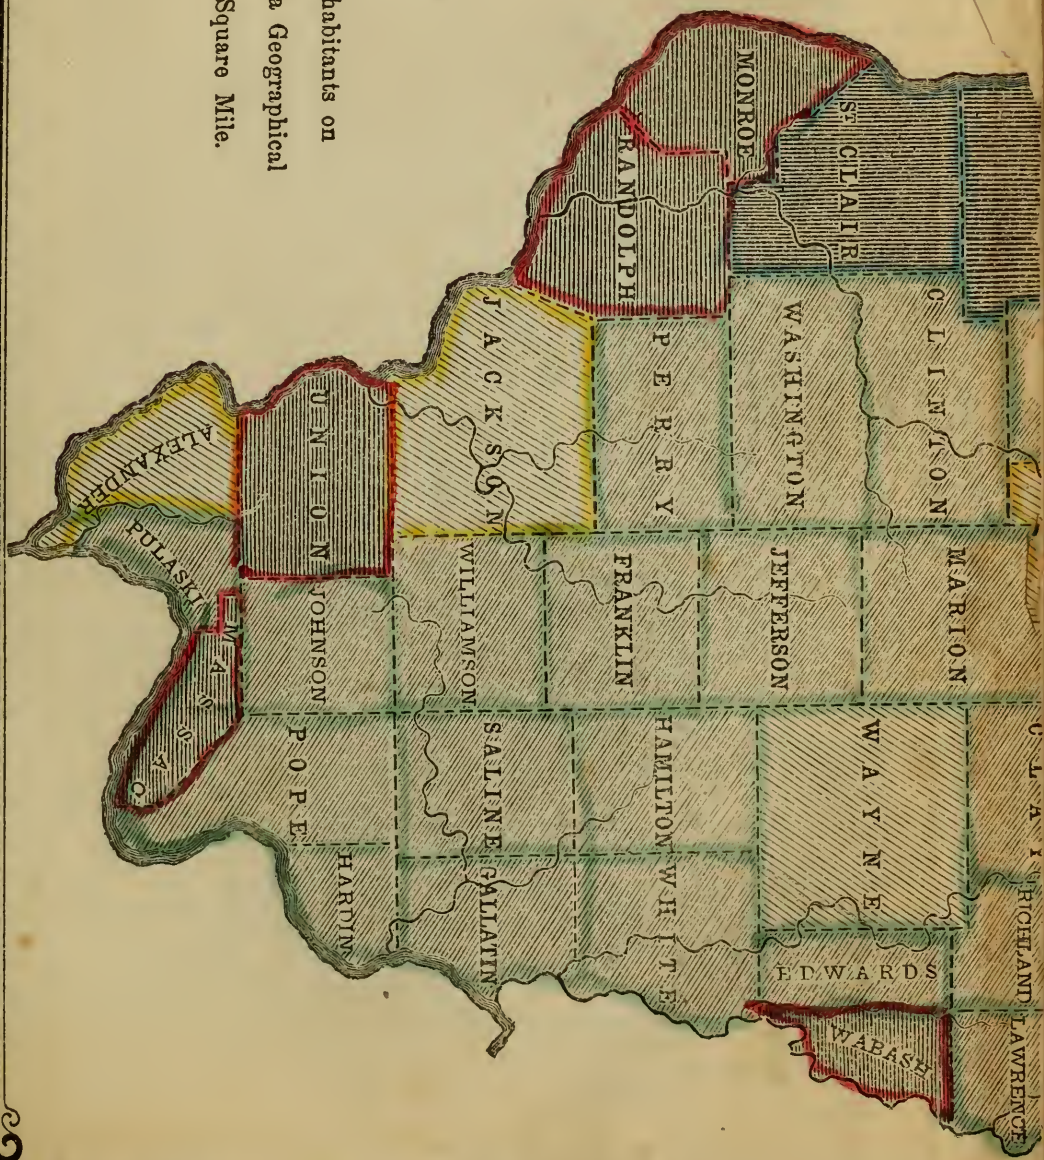 habitants on
a Geographical
Square Mile.
MONROE
ST CLAIR
RANDOLPH
CLINTON
WASHINGTON
PERRY
JACKSON
UNION
ALEXANDER
PULASKI
MARION
JEFFERSON
FRANKLIN
WILLIAMSON
JOHNSON
MASSAC
CLAY
WAYNE
HAMILTON
SALINE
POPE
RICHLAND
EDWARDS
WHITE
GALLATIN
HARDIN
LAWRENCE
WABASH